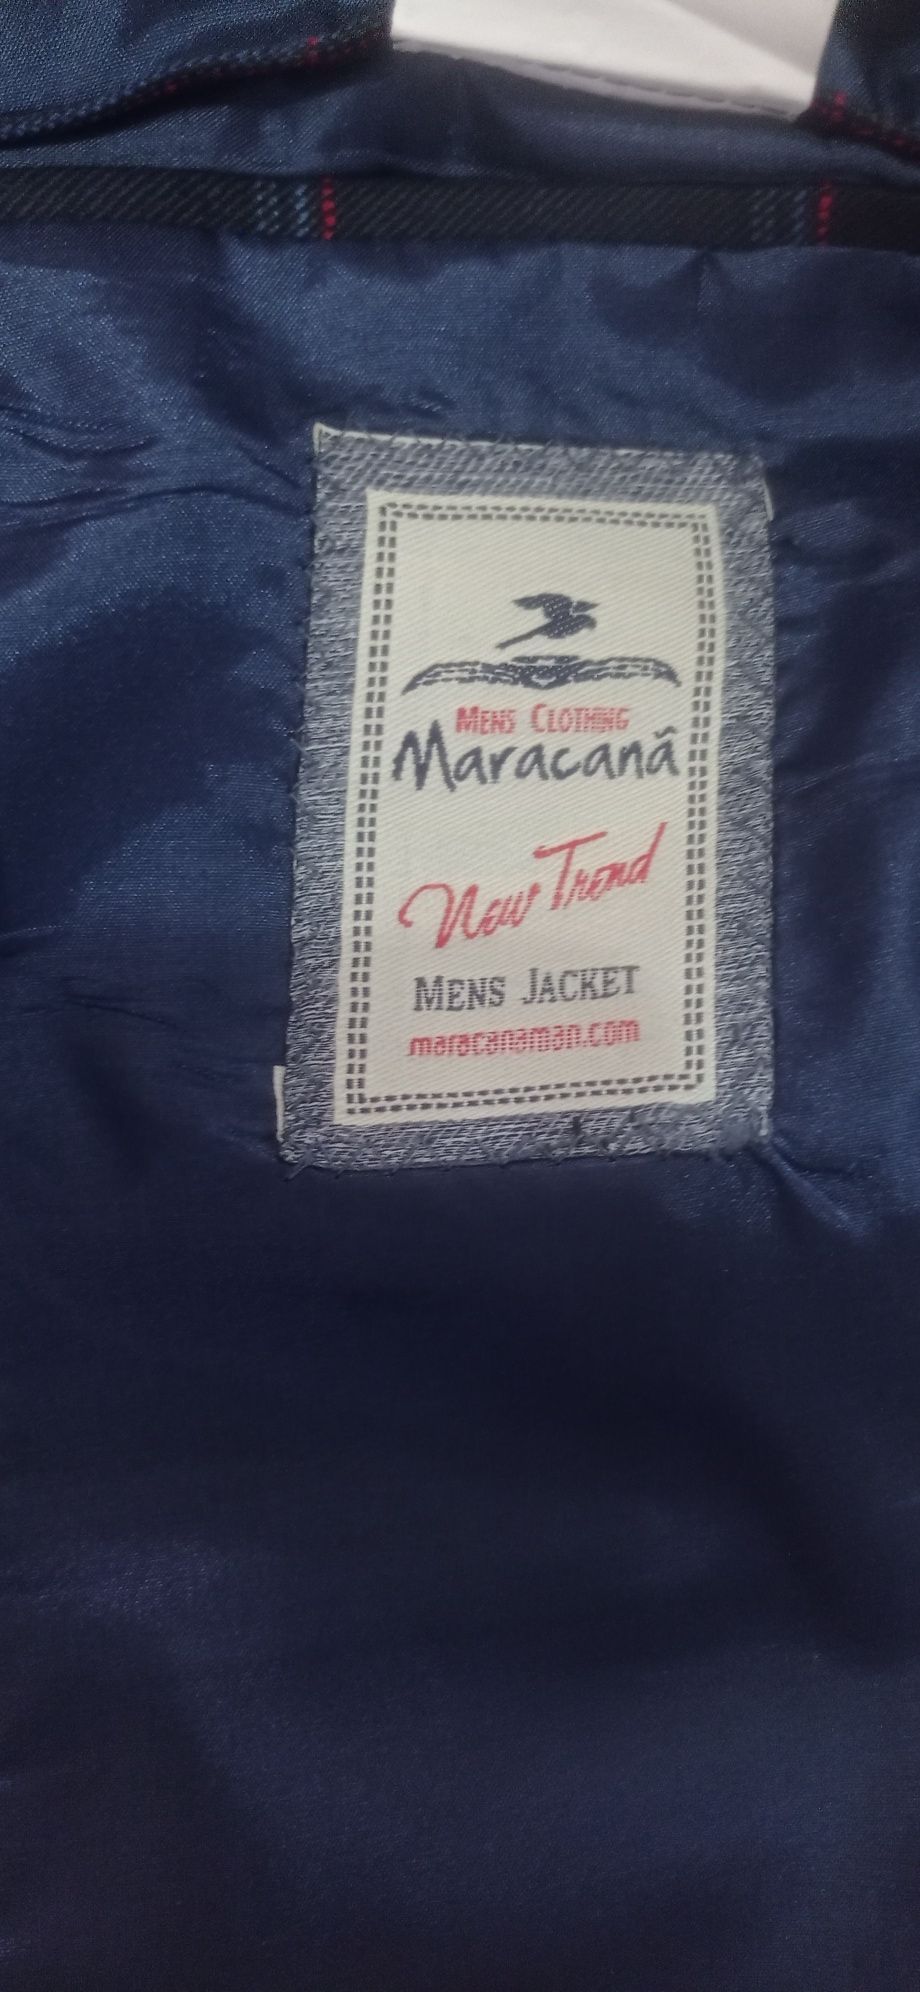 MENS CLOTHING
Maracanã
New Trend
MENS JACKET
maracanaman.com